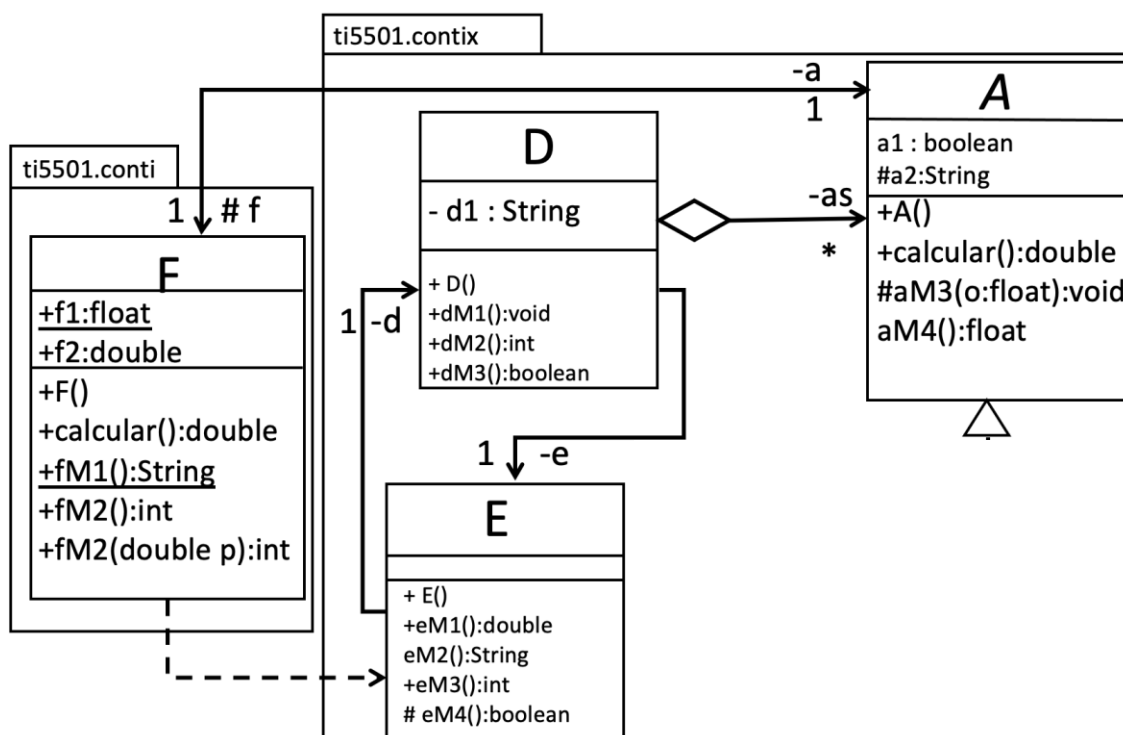 ti5501.contix
-a
1
A
a1 : boolean
#a2:String
+A()
+calcular():double
#aM3(o:float):void
aM4():float
D
- d1 : String
+ D()
+dM1():void
+dM2():int
+dM3():boolean
-as
*
ti5501.conti
1 # f
F
+f1:float
+f2:double
+F()
+calcular():double
+fM1():String
+fM2():int
+fM2(double p):int
1 -d
1 -e
E
+ E()
+eM1():double
eM2():String
+eM3():int
# eM4():boolean